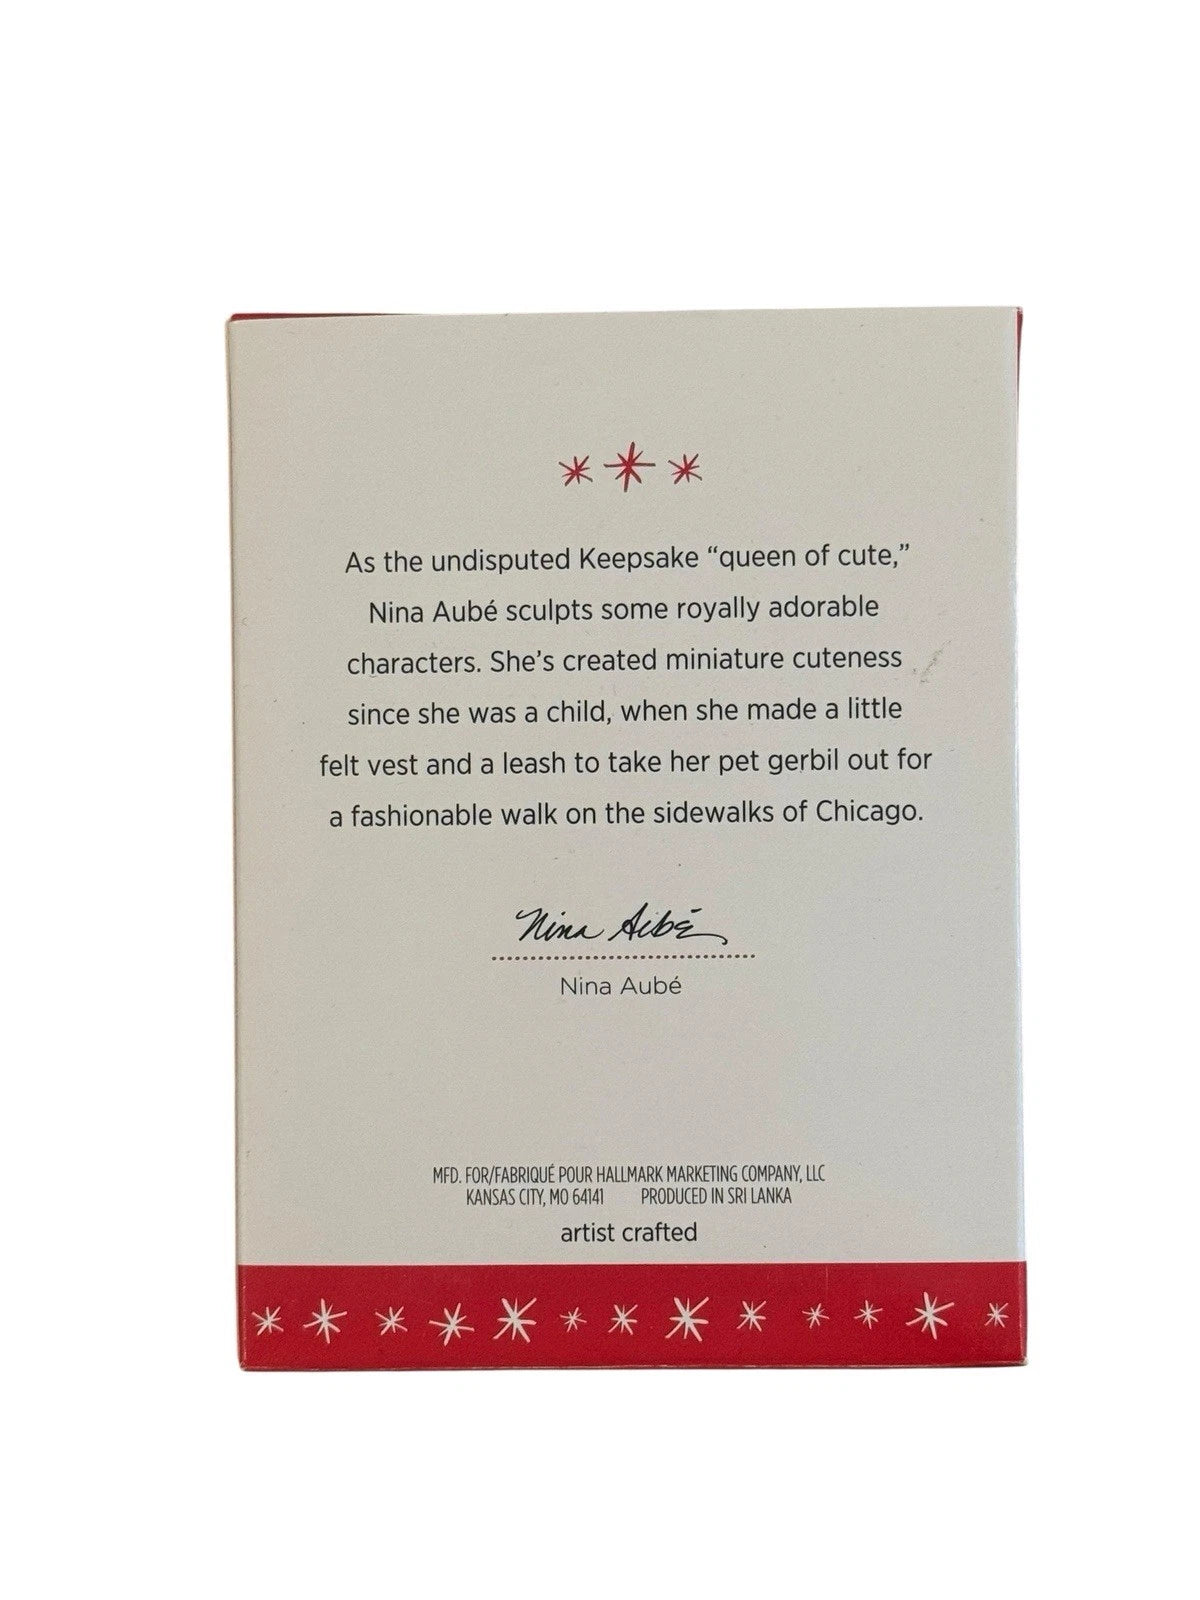 As the undisputed Keepsake “queen of cute,”
Nina Aubé sculpts some royally adorable
characters. She’s created miniature cuteness
since she was a child, when she made a little
felt vest and a leash to take her pet gerbil out for
a fashionable walk on the sidewalks of Chicago.
Nina Aubé
Nina Aubé
MFD. FOR/FABRIQUÉ POUR HALLMARK MARKETING COMPANY, LLC
KANSAS CITY, MO 64141 PRODUCED IN SRI LANKA
artist crafted